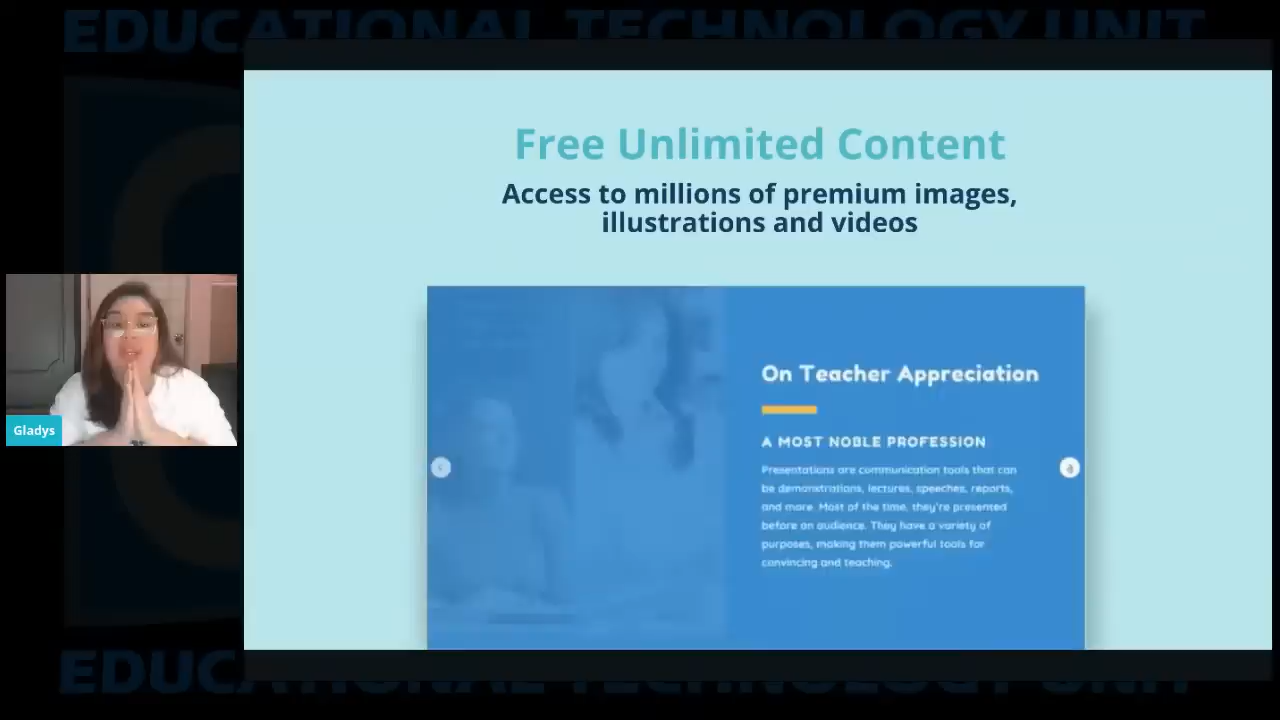 EDUCATIONAL TECHNOLOGY UNIT
Free Unlimited Content
Access to millions of premium images,
illustrations and videos
On Teacher Appreciation
A MOST NOBLE PROFESSION
Presentations are communication tools that can
be demonstrations, lectures, speeches, reports,
and more. Most of the time, they're presented
before an audience. They have a variety of
purposes, making them powerful tools for
convincing and teaching.
Gladys
EDUCATIONAL TECHNOLOGY UNIT